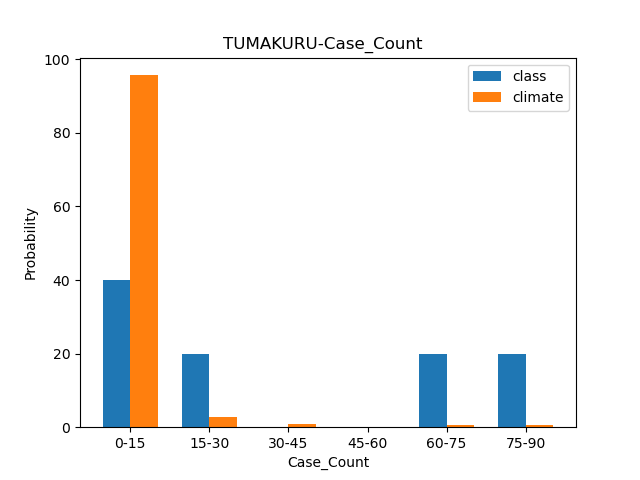 TUMAKURU-Case_Count
class
climate
Probability
100
80
60
40
20
0
0-15 15-30 30-45 45-60 60-75 75-90
Case_Count